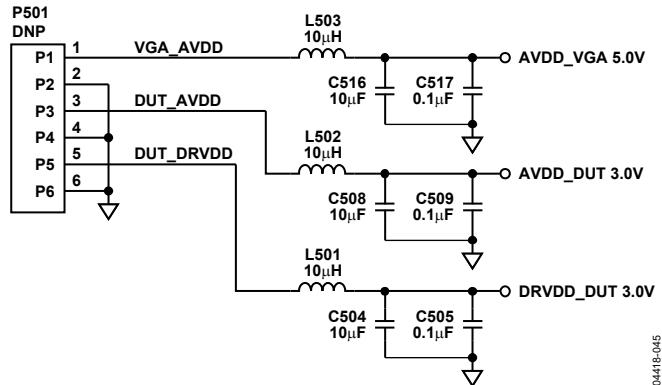 P501
DNP
P1 1 VGA_AVDD
P2 2
P3 3 DUT_AVDD
P4 4
P5 5 DUT_DRVDD
P6 6
L503
10µH
C516
10µF
C517
0.1µF
AVDD_VGA 5.0V
L502
10µH
C508
10µF
C509
0.1µF
AVDD_DUT 3.0V
L501
10µH
C504
10µF
C505
0.1µF
DRVDD_DUT 3.0V
04418-045